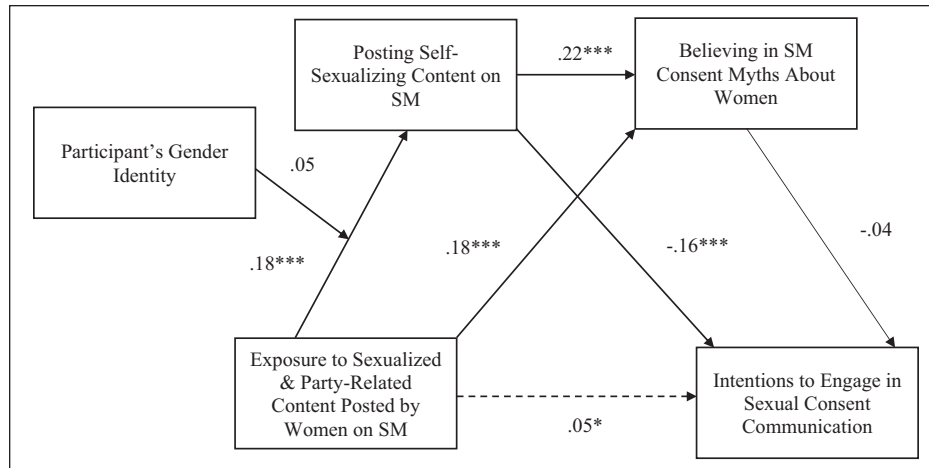 Posting Self-
Sexualizing Content on
SM
.22***
Believing in SM
Consent Myths About
Women
Participant's Gender
Identity
.05
.18***
.18***
-.16***
-.04
Exposure to Sexualized
& Party-Related
Content Posted by
Women on SM
.05*
Intentions to Engage in
Sexual Consent
Communication